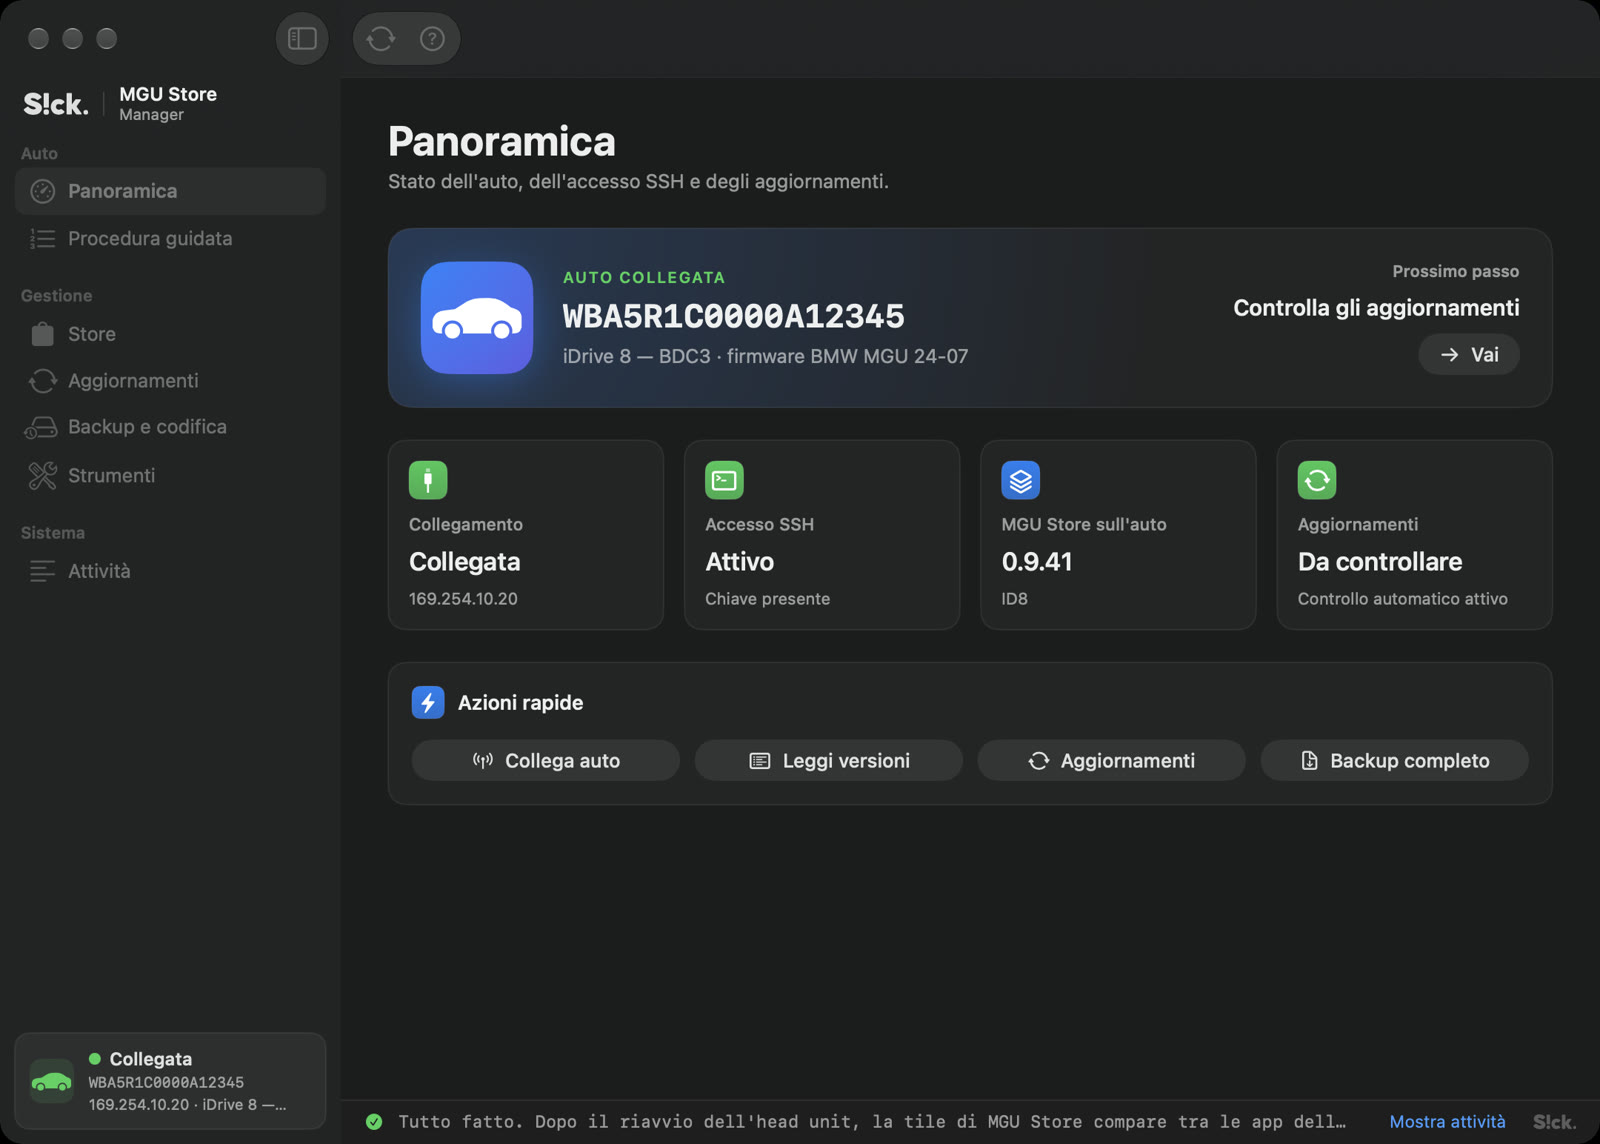 S!ck.
MGU Store
Manager
Auto
Panoramica
Procedura guidata
Gestione
Store
Aggiornamenti
Backup e codifica
Strumenti
Sistema
Attività
Collegata
WBA5R1C0000A12345
169.254.10.20 · iDrive 8 —...
Panoramica
Stato dell'auto, dell'accesso SSH e degli aggiornamenti.
AUTO COLLEGATA
WBA5R1C0000A12345
iDrive 8 — BDC3 · firmware BMW MGU 24-07
Prossimo passo
Controlla gli aggiornamenti
Vai
Collegamento
Collegata
169.254.10.20
Accesso SSH
Attivo
Chiave presente
MGU Store sull'auto
0.9.41
ID8
Aggiornamenti
Da controllare
Controllo automatico attivo
Azioni rapide
Collega auto
Leggi versioni
Aggiornamenti
Backup completo
Tutto fatto. Dopo il riavvio dell'head unit, la tile di MGU Store compare tra le app dell…
Mostra attività
S!ck.